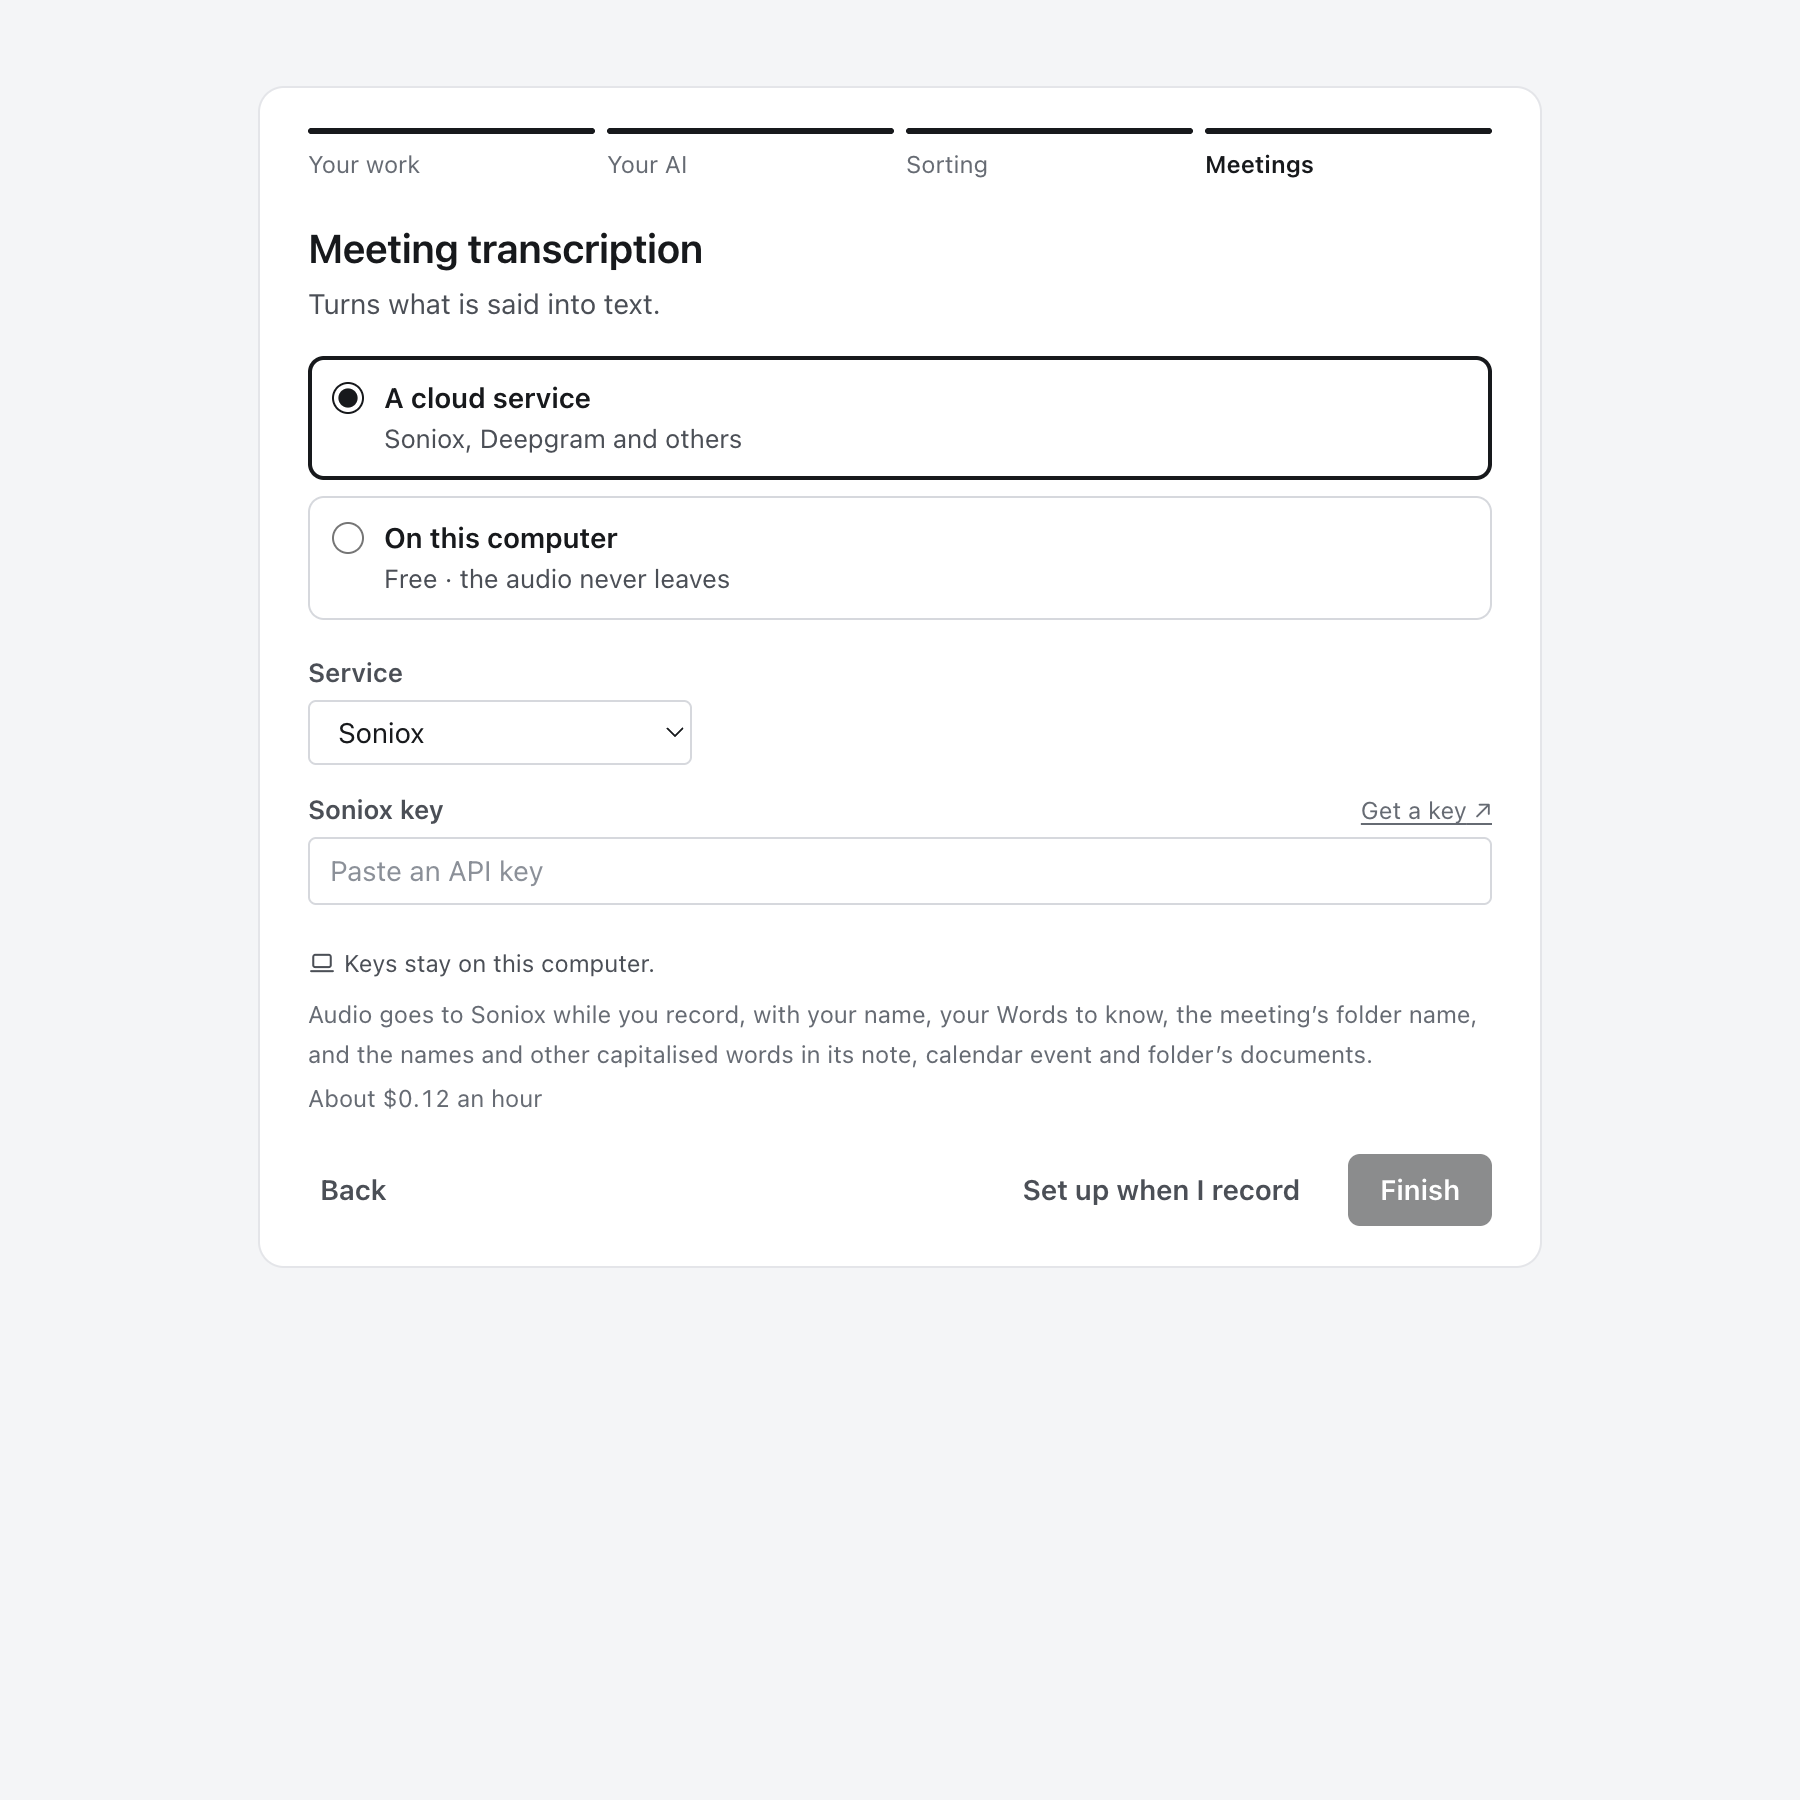 Your work
Your AI
Sorting
Meetings
Meeting transcription
Turns what is said into text.
A cloud service
Soniox, Deepgram and others
On this computer
Free · the audio never leaves
Service
Soniox
Soniox key
Get a key ↗
Paste an API key
Keys stay on this computer.
Audio goes to Soniox while you record, with your name, your Words to know, the meeting’s folder name,
and the names and other capitalised words in its note, calendar event and folder’s documents.
About $0.12 an hour
Back
Set up when I record
Finish